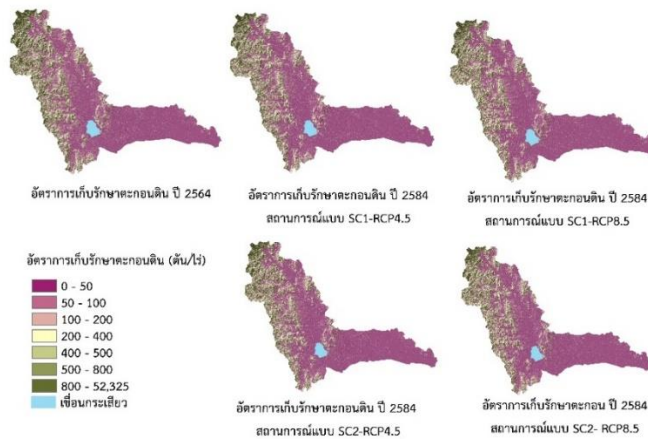 อัตราการเก็บรักษาตะกอนดิน ปี 2564
อัตราการเก็บรักษาตะกอนดิน ปี 2584
สถานการณ์แบบ SC1-RCP4.5
อัตราการเก็บรักษาตะกอนดิน ปี 2584
สถานการณ์แบบ SC1-RCP8.5
อัตราการเก็บรักษาตะกอนดิน (ตัน/ไร่)
0 - 50
50 - 100
100 - 200
200 - 400
400 - 500
500 - 800
800 - 52,325
เขื่อนกระเสียว
อัตราการเก็บรักษาตะกอนดิน ปี 2584
สถานการณ์แบบ SC2-RCP4.5
อัตราการเก็บรักษาตะกอน ปี 2584
สถานการณ์แบบ SC2- RCP8.5